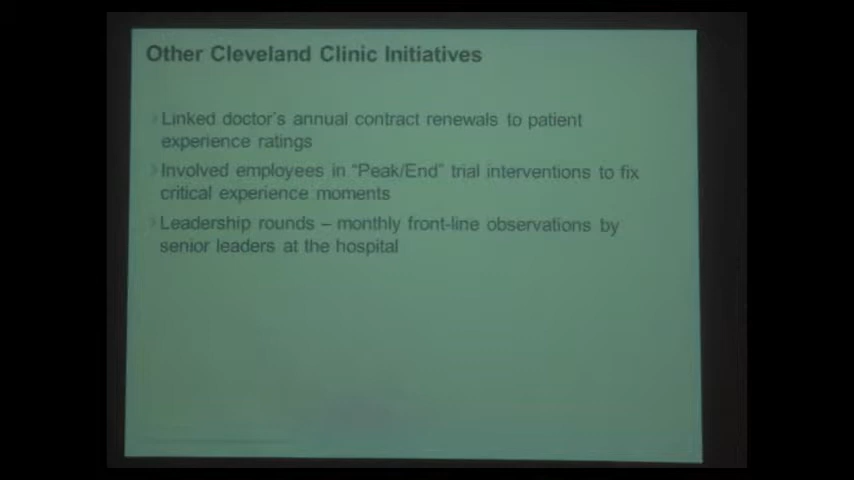 Other Cleveland Clinic Initiatives
Linked doctor's annual contract renewals to patient
experience ratings
Involved employees in “Peak/End” trial interventions to fix
critical experience moments
Leadership rounds – monthly front-line observations by
senior leaders at the hospital